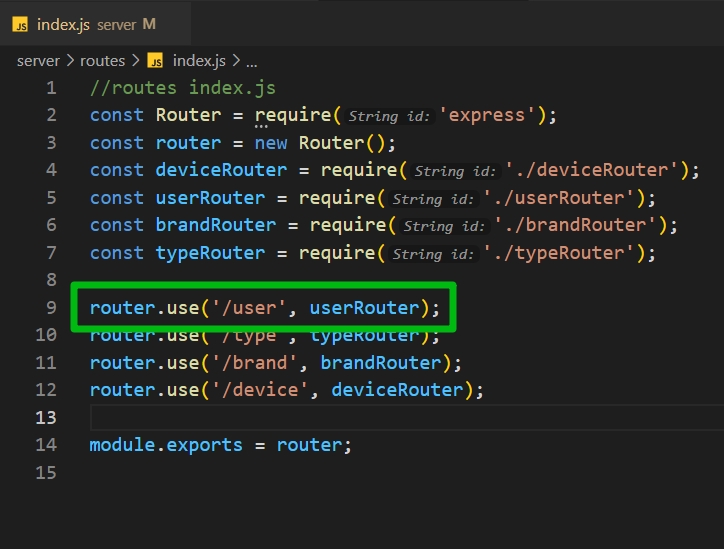 JS index.js server M
server > routes > JS index.js > ...
1 //routes index.js
2 const Router = require( String id: 'express');
3 const router = new Router();
4 const deviceRouter = require( String id: './deviceRouter');
5 const userRouter = require( String id: './userRouter');
6 const brandRouter = require( String id: './brandRouter');
7 const typeRouter = require( String id: './typeRouter');
8
9 router.use('/user', userRouter);
10 router.use('/type', typeRouter);
11 router.use('/brand', brandRouter);
12 router.use('/device', deviceRouter);
13
14 module.exports = router;
15